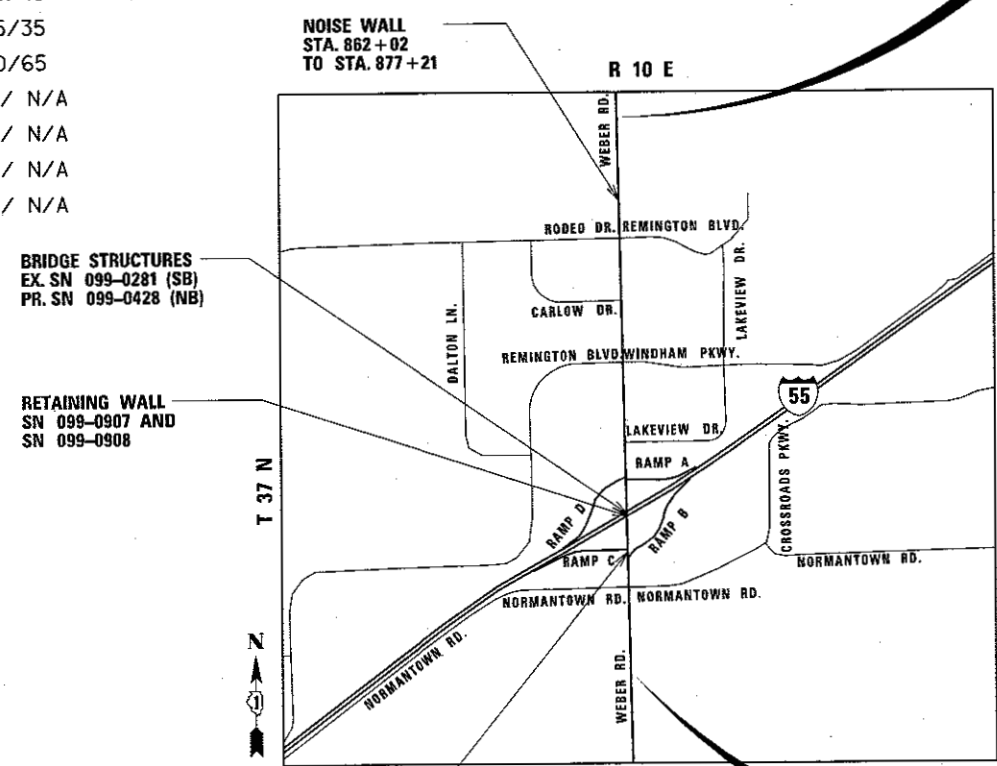 5/35
0/65
/ N/A
/ N/A
/ N/A
/ N/A
NOISE WALL
STA. 862+02
TO STA. 877+21
R 10 E
WEBER RD.
RODEO DR. REMINGTON BLVD.
BRIDGE STRUCTURES
EX. SN 099-0281 (SB)
PR. SN 099-0428 (NB)
DALTON LN.
CARLOW DR.
LAKEVIEW DR.
REMINGTON BLVD. WINDHAM PKWY.
55
RETAINING WALL
SN 099-0907 AND
SN 099-0908
LAKEVIEW DR.
RAMP A
T 37 N
RAMP D
RAMP B
CROSSROADS PKWY.
RAMP C
NORMANTOWN RD.
NORMANTOWN RD. NORMANTOWN RD.
N
1
NORMANTOWN RD.
WEBER RD.